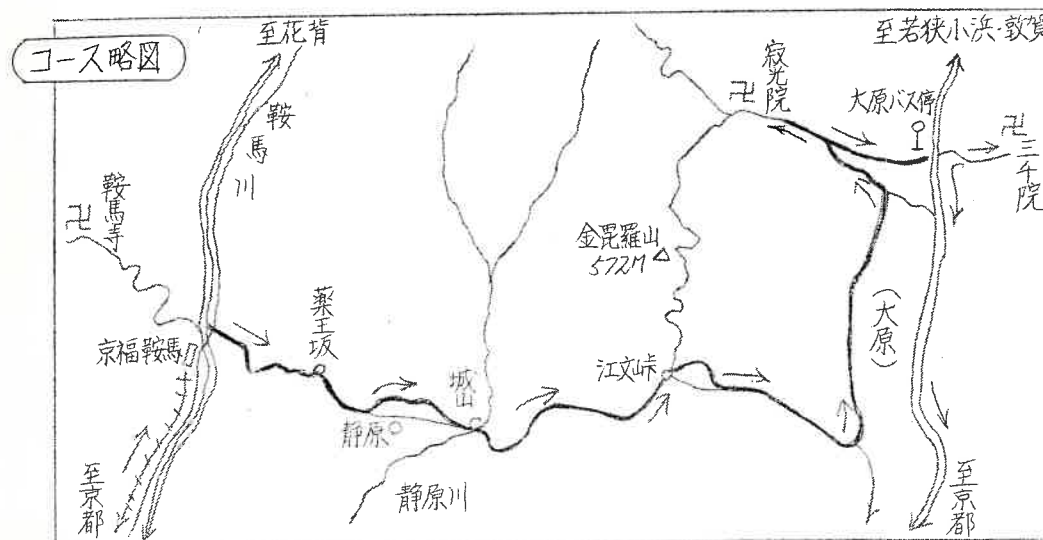 コース略図
至花背
鞍馬川
卍鞍馬寺
京福鞍馬
至京都
薬王坂
静原
城山
静原川
江文峠
金毘羅山
572m
寂光院
卍
大原バス停
至若狭小浜・敦賀
卍三千院
(大原)
至京都